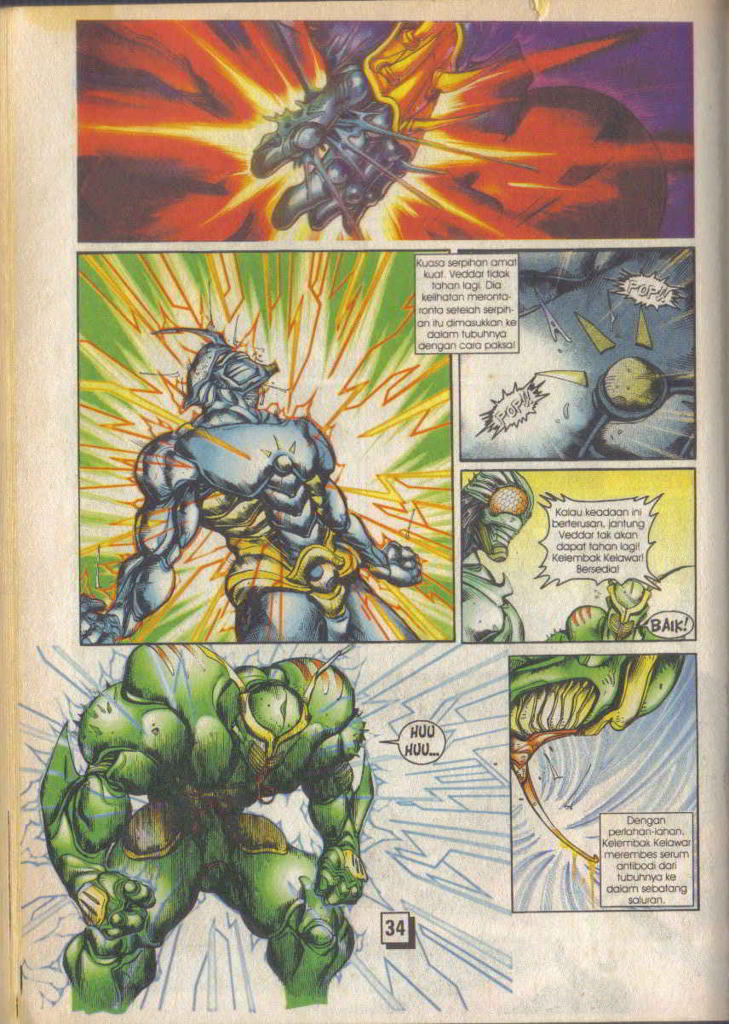 Kuasa serpihan amat
kuat. Veddar tidak
tahan lagi. Dia
kelihatan meronta-
ronta setelah serpih-
an itu dimasukkan ke
dalam tubuhnya
dengan cara paksa!
POP!!
POP!!
Kalau keadaan ini
berterusan, jantung
Veddar tak akan
dapat tahan lagi!
Kelembak Kelawar!
Bersedia!
BAIK!
HUU
HUU...
Dengan
perlahan-lahan,
Kelembak Kelawar
merembes serum
antibodi dari
tubuhnya ke
dalam sebatang
saluran.
34